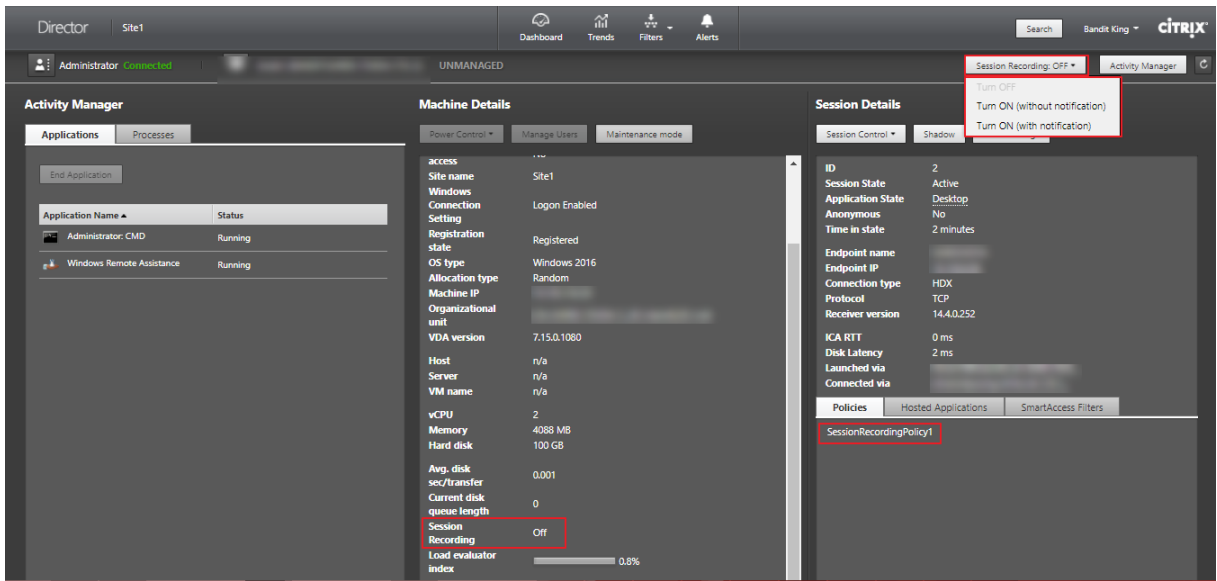 Director Site1 Dashboard Trends Filters Alerts Search Bandit King CİTRIX
Administrator Connected UNMANAGED Session Recording: OFF Activity Manager
Turn OFF
Turn ON (without notification)
Turn ON (with notification)
Activity Manager
Applications Processes
End Application
Application Name Status
Administrator: CMD Running
Windows Remote Assistance Running
Machine Details
Power Control Manage Users Maintenance mode
access No
Site name Site1
Windows
Connection Logon Enabled
Setting
Registration
state Registered
OS type Windows 2016
Allocation type Random
Machine IP
Organizational
unit
VDA version 7.15.0.1080
Host n/a
Server n/a
VM name n/a
vCPU 2
Memory 4088 MB
Hard disk 100 GB
Avg. disk
sec/transfer 0.001
Current disk
queue length 0
Session
Recording Off
Load evaluator
index 0.8%
Session Details
Session Control Shadow
ID 2
Session State Active
Application State Desktop
Anonymous No
Time in state 2 minutes
Endpoint name
Endpoint IP
Connection type HDX
Protocol TCP
Receiver version 14.4.0.252
ICA RTT 0 ms
Disk Latency 2 ms
Launched via
Connected via
Policies Hosted Applications SmartAccess Filters
SessionRecordingPolicy1